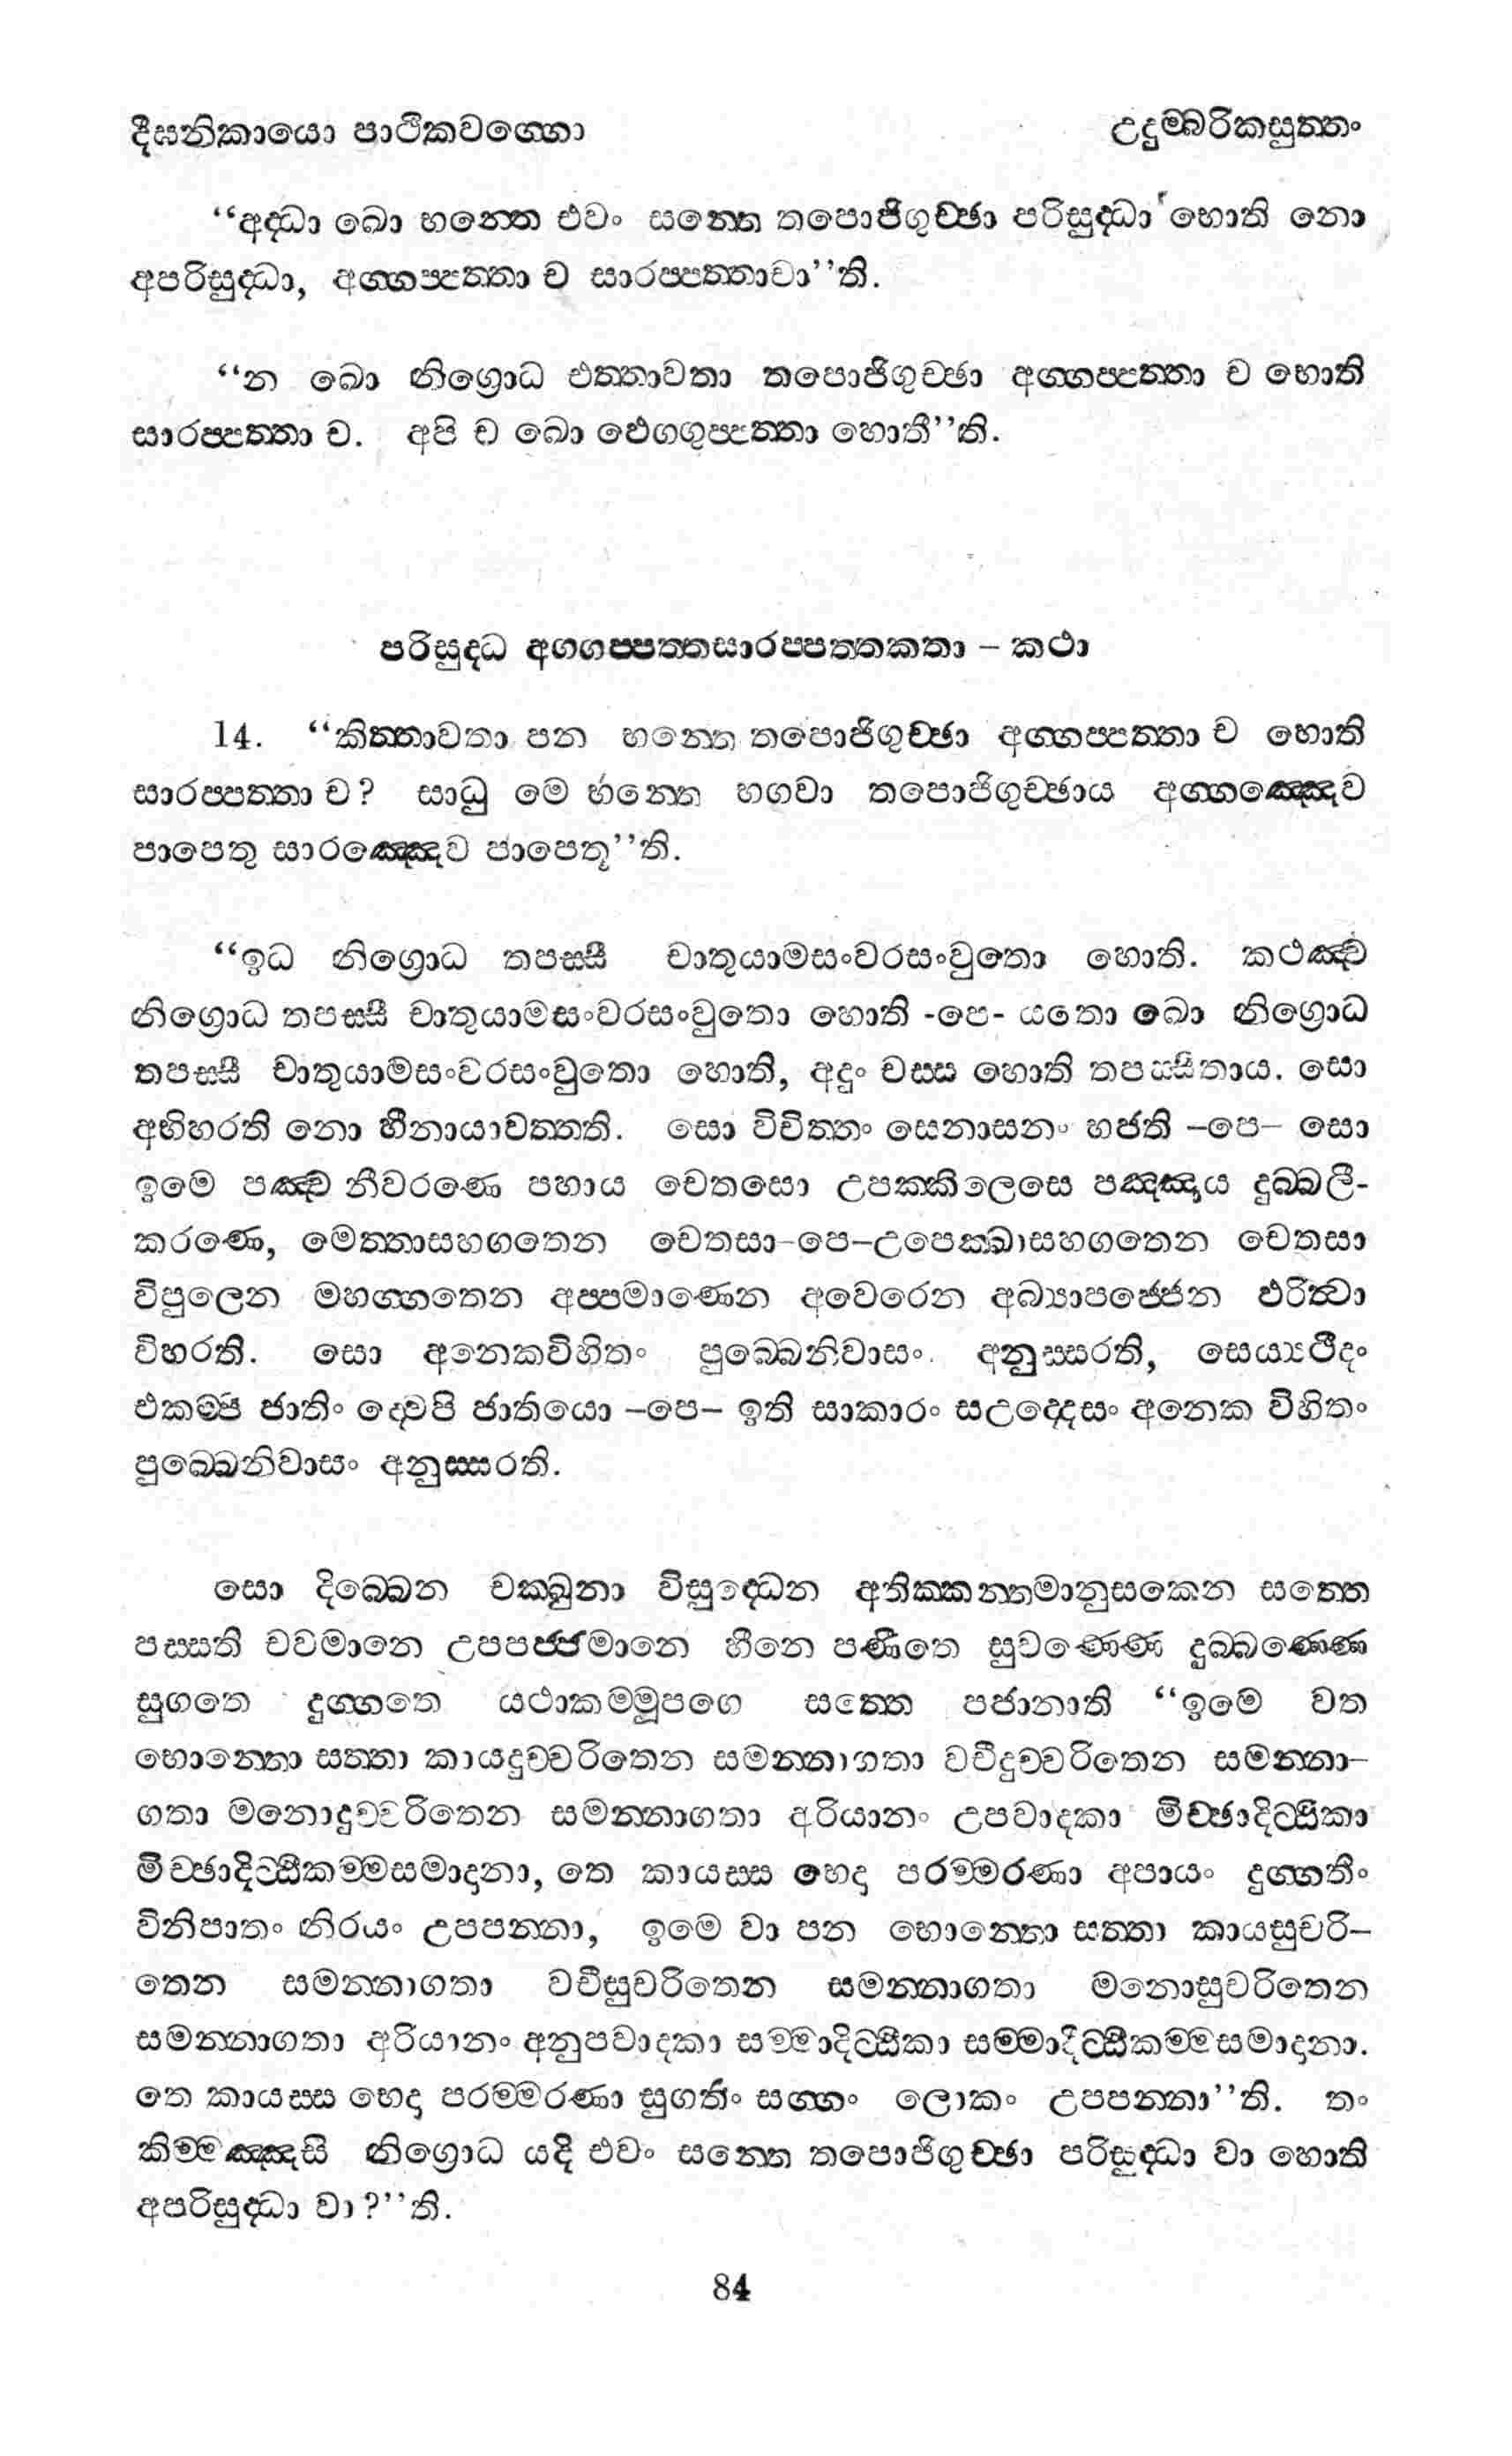 දීඝනිකායො පාථිකවග්ගො
උදුම්බරිකසුත්තං
“අද්ධා ඛො භන්තෙ එවං සන්තෙ තපොජිගුච්ඡා පරිසුද්ධා හොති නො
අපරිසුද්ධා, අග්ගප්පත්තා ච සාරප්පත්තාචා”ති.
“න ඛො නිග්‍රොධ එත්තාවතා තපොජිගුච්ඡා අග්ගප්පත්තා ච හොති
සාරප්පත්තා ච. අපි ච ඛො ඵෙග්ගුප්පත්තා හොතී”ති.
පරිසුද්ධ අග්ගප්පත්තසාරප්පත්තකතා – කථා
14. “කිත්තාවතා පන භන්තෙ තපොජිගුච්ඡා අග්ගප්පත්තා ච හොති
සාරප්පත්තා ච? සාධු මෙ භන්තෙ භගවා තපොජිගුච්ඡාය අග්ගඤ්ඤෙව
පාපෙතු සාරඤ්ඤෙව පාපෙතූ”ති.
“ඉධ නිග්‍රොධ තපස්සී චාතුයාමසංවරසංවුතො හොති. කථඤ්ච
නිග්‍රොධ තපස්සී චාතුයාමසංවරසංවුතො හොති -පෙ- යතො ඛො නිග්‍රොධ
තපස්සී චාතුයාමසංවරසංවුතො හොති, අදුං චස්ස හොති තපස්සීතාය. සො
අභිහරති නො හීනායාවත්තති. සො විවිත්තං සෙනාසනං භජති –පෙ– සො
ඉමෙ පඤ්ච නීවරණෙ පහාය චෙතසො උපක්කිලෙසෙ පඤ්ඤාය දුබ්බලී-
කරණෙ, මෙත්තාසහගතෙන චෙතසා–පෙ–උපෙක්ඛාසහගතෙන චෙතසා
විපුලෙන මහග්ගතෙන අප්පමාණෙන අවෙරෙන අබ්‍යාපජ්ජෙන ඵරිත්වා
විහරති. සො අනෙකවිහිතං පුබ්බෙනිවාසං අනුස්සරති, සෙය්‍යථීදං
එකම්පි ජාතිං ද්වෙපි ජාතියො –පෙ– ඉති සාකාරං සඋද්දෙසං අනෙක විහිතං
පුබ්බෙනිවාසං අනුස්සරති.
සො දිබ්බෙන චක්ඛුනා විසුද්ධෙන අතික්කන්තමානුසකෙන සත්තෙ
පස්සති චවමානෙ උපපජ්ජමානෙ හීනෙ පණීතෙ සුවණ්ණෙ දුබ්බණ්ණෙ
සුගතෙ දුග්ගතෙ යථාකම්මූපගෙ සත්තෙ පජානාති “ඉමෙ වත
භොන්තො සත්තා කායදුච්චරිතෙන සමන්නාගතා වචීදුච්චරිතෙන සමන්නා–
ගතා මනොදුච්චරිතෙන සමන්නාගතා අරියානං උපවාදකා මිච්ඡාදිට්ඨිකා
මිච්ඡාදිට්ඨිකම්මසමාදානා, තෙ කායස්ස භෙදා පරම්මරණා අපායං දුග්ගතිං
විනිපාතං නිරයං උපපන්නා, ඉමෙ වා පන භොන්තො සත්තා කායසුචරි–
තෙන සමන්නාගතා වචීසුචරිතෙන සමන්නාගතා මනොසුචරිතෙන
සමන්නාගතා අරියානං අනුපවාදකා සම්මාදිට්ඨිකා සම්මාදිට්ඨිකම්මසමාදානා.
තෙ කායස්ස භෙදා පරම්මරණා සුගතිං සග්ගං ලොකං උපපන්නා”ති. තං
කිම්මඤ්ඤසි නිග්‍රොධ යදි එවං සන්තෙ තපොජිගුච්ඡා පරිසුද්ධා වා හොති
අපරිසුද්ධා වා?”ති.
84